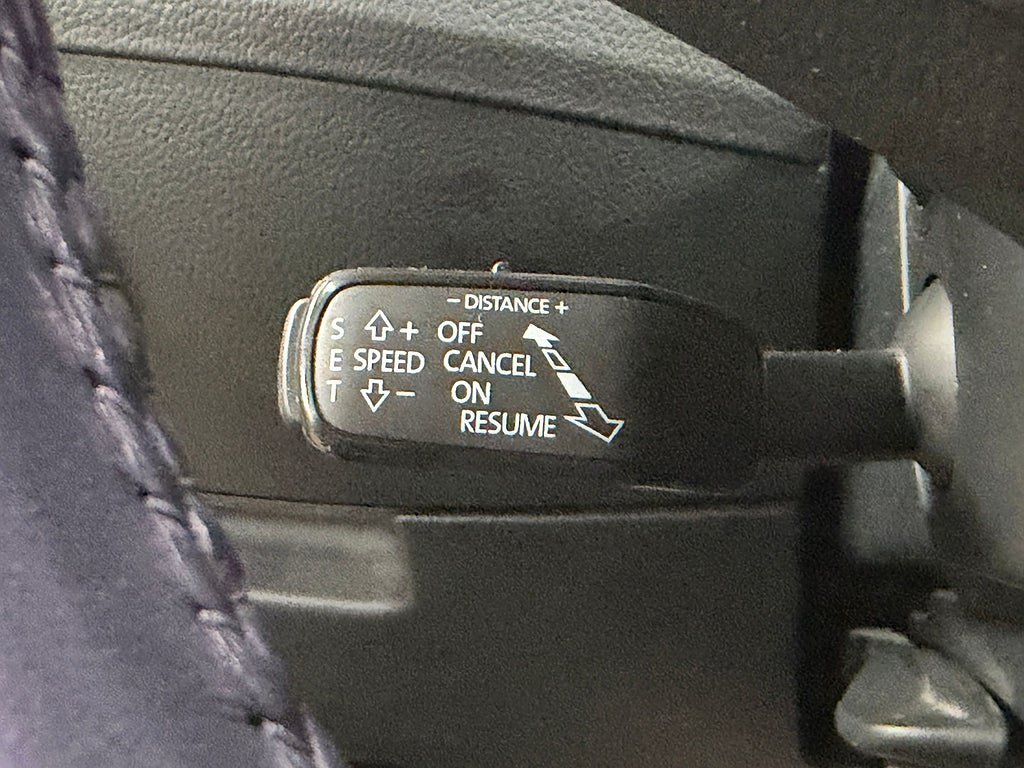 – DISTANCE +
S + OFF
E SPEED CANCEL
T – ON
RESUME